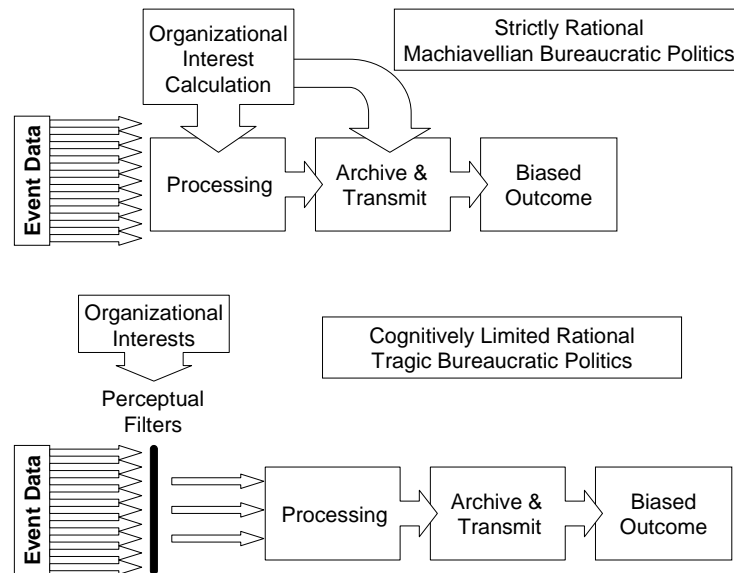 Organizational
Interest
Calculation
Strictly Rational
Machiavellian Bureaucratic Politics
Event Data
Processing
Archive &
Transmit
Biased
Outcome
Organizational
Interests
Cognitively Limited Rational
Tragic Bureaucratic Politics
Perceptual
Filters
Event Data
Processing
Archive &
Transmit
Biased
Outcome